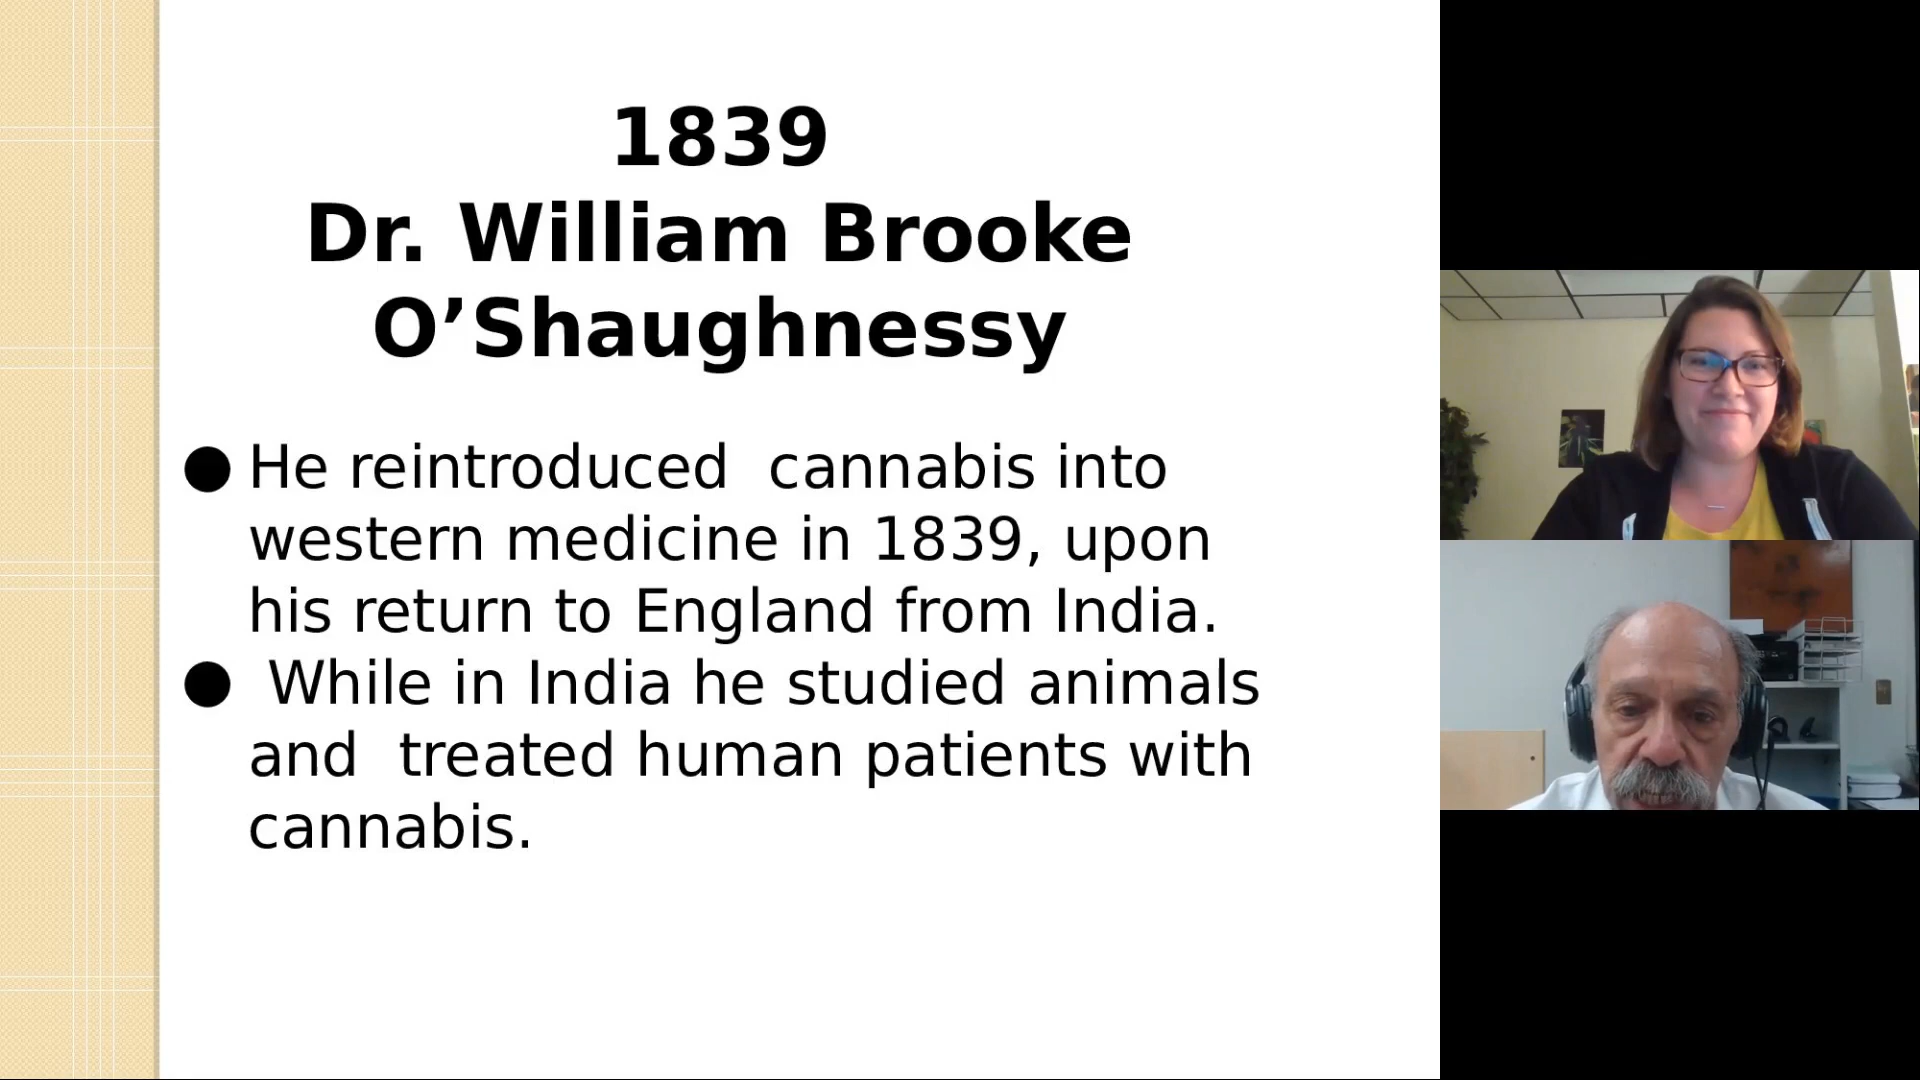 1839
Dr. William Brooke
O’Shaughnessy
● He reintroduced  cannabis into
western medicine in 1839, upon
his return to England from India.
●  While in India he studied animals
and  treated human patients with
cannabis.